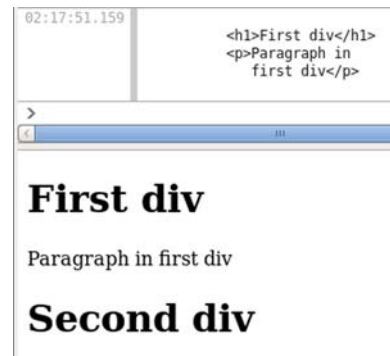 02:17:51.159
<h1>First div</h1>
<p>Paragraph in
first div</p>
>
First div
Paragraph in first div
Second div